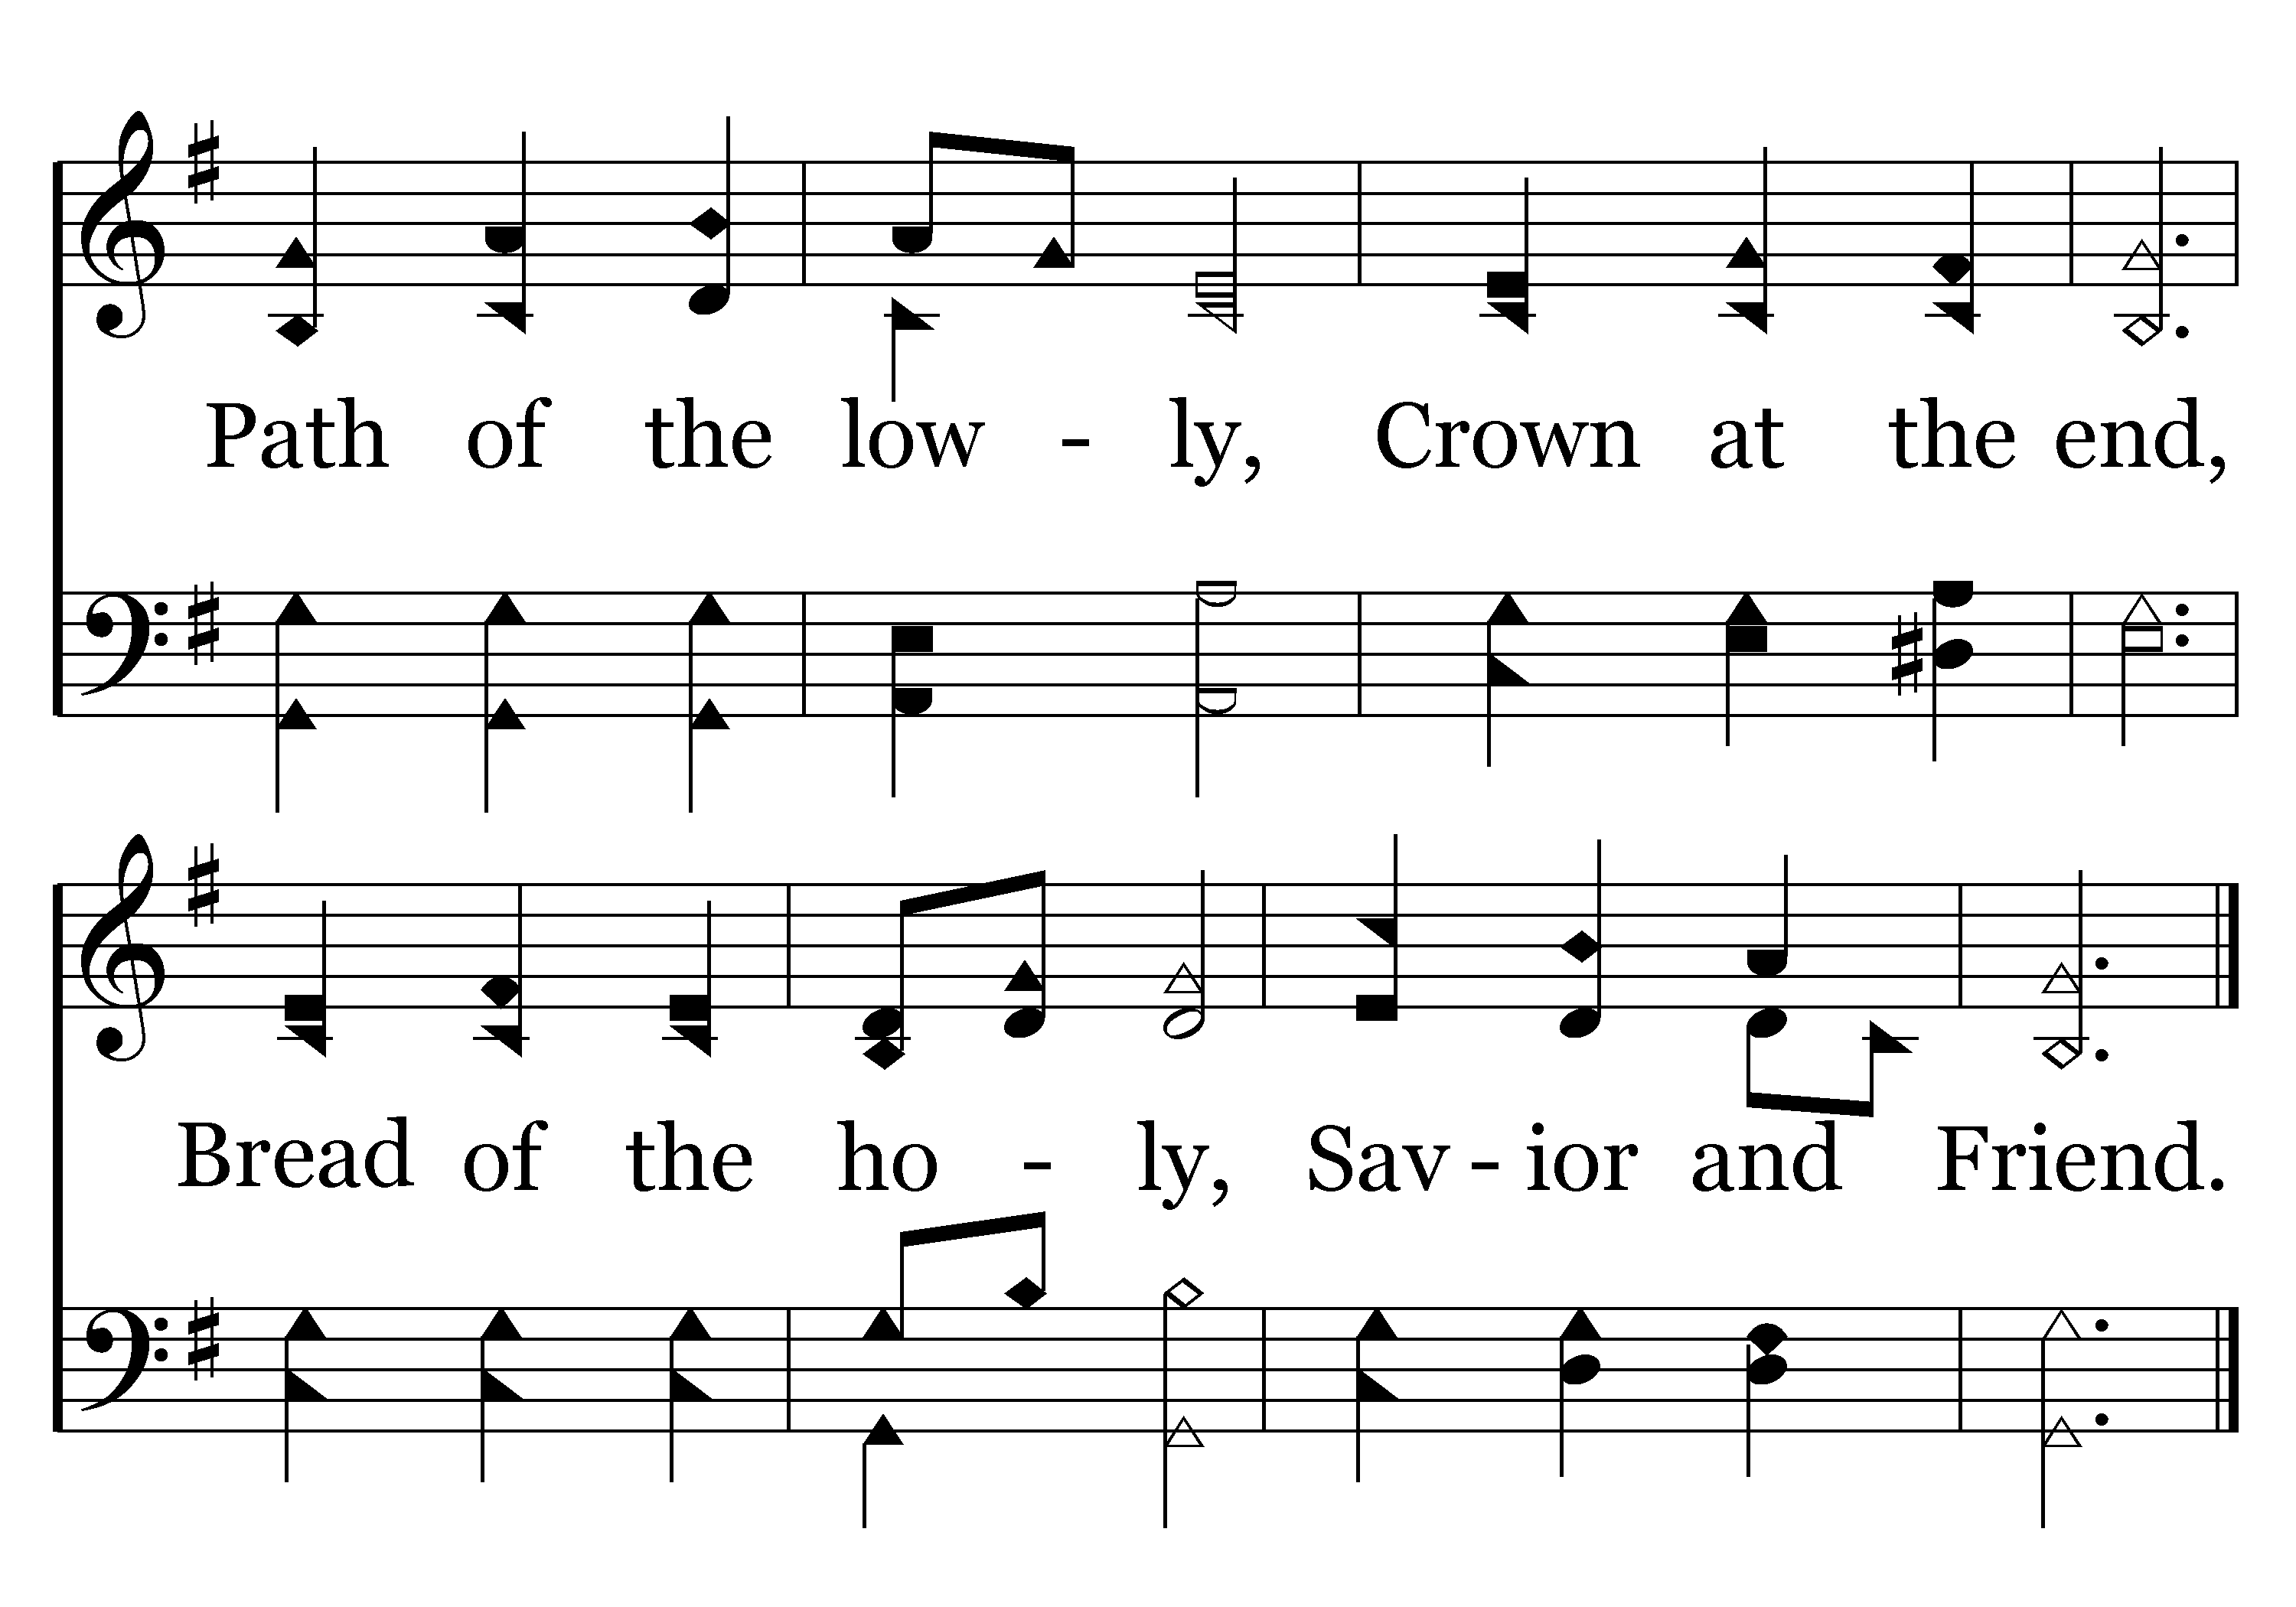 Path of the low - ly, Crown at the end,
Bread of the ho - ly, Sav - ior and Friend.